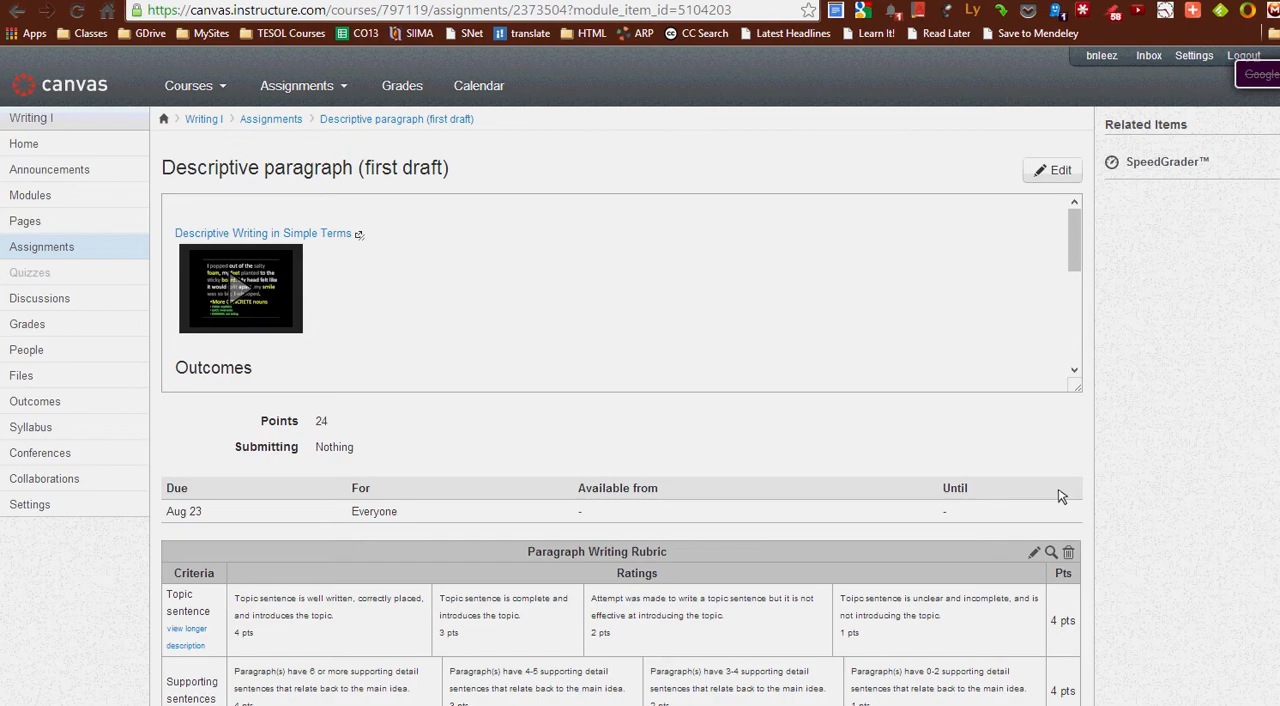 https://canvas.instructure.com/courses/797119/assignments/2373504?module_item_id=5104203
Apps Classes GDrive MySites TESOL Courses CO13 SIMA SNet translate HTML ARP CC Search Latest Headlines Learn It! Read Later Save to Mendeley
bnleez Inbox Settings Logout
Google
canvas Courses Assignments Grades Calendar
Writing I
Home
Announcements
Modules
Pages
Assignments
Quizzes
Discussions
Grades
People
Files
Outcomes
Syllabus
Conferences
Collaborations
Settings
Writing I Assignments Descriptive paragraph (first draft)
Descriptive paragraph (first draft)
Edit
Descriptive Writing in Simple Terms
I popped out of the salty
Outcomes
Points 24
Submitting Nothing
Due For Available from Until
Aug 23 Everyone - -
Paragraph Writing Rubric
Criteria Ratings Pts
Topic
sentence
view longer
description
Topic sentence is well written, correctly placed,
and introduces the topic.
4 pts
Topic sentence is complete and
introduces the topic.
3 pts
Attempt was made to write a topic sentence but it is not
effective at introducing the topic.
2 pts
Toipc sentence is unclear and incomplete, and is
not introducing the topic.
1 pts
4 pts
Supporting
sentences
Paragraph(s) have 6 or more supporting detail
sentences that relate back to the main idea.
Paragraph(s) have 4-5 supporting detail
sentences that relate back to the main idea.
Paragraph(s) have 3-4 supporting detail
sentences that relate back to the main idea.
Paragraph(s) have 0-2 supporting detail
sentences that relate back to the main idea.
4 pts
Related Items
SpeedGrader™